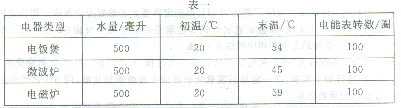 表一
电器类型 水量/毫升 初温/℃ 末温/℃ 电能表转数/圈
电饭煲 500 20 54 100
微波炉 500 20 45 100
电磁炉 500 20 59 100